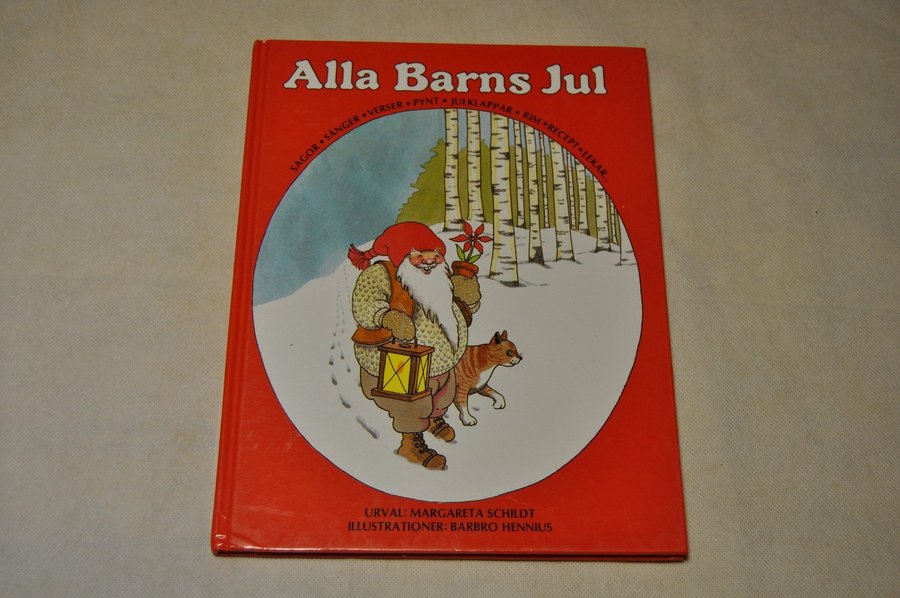 Alla Barns Jul
SAGOR • SÅNGER • VERSER • PYNT • JULKLAPPAR • RIM • RECEPT • LEKAR...
URVAL: MARGARETA SCHILDT
ILLUSTRATIONER: BARBRO HENNIUS